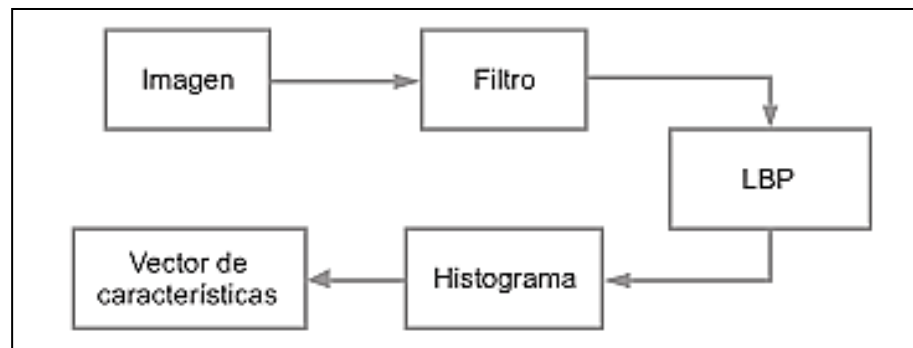 Imagen
Filtro
LBP
Histograma
Vector de
características